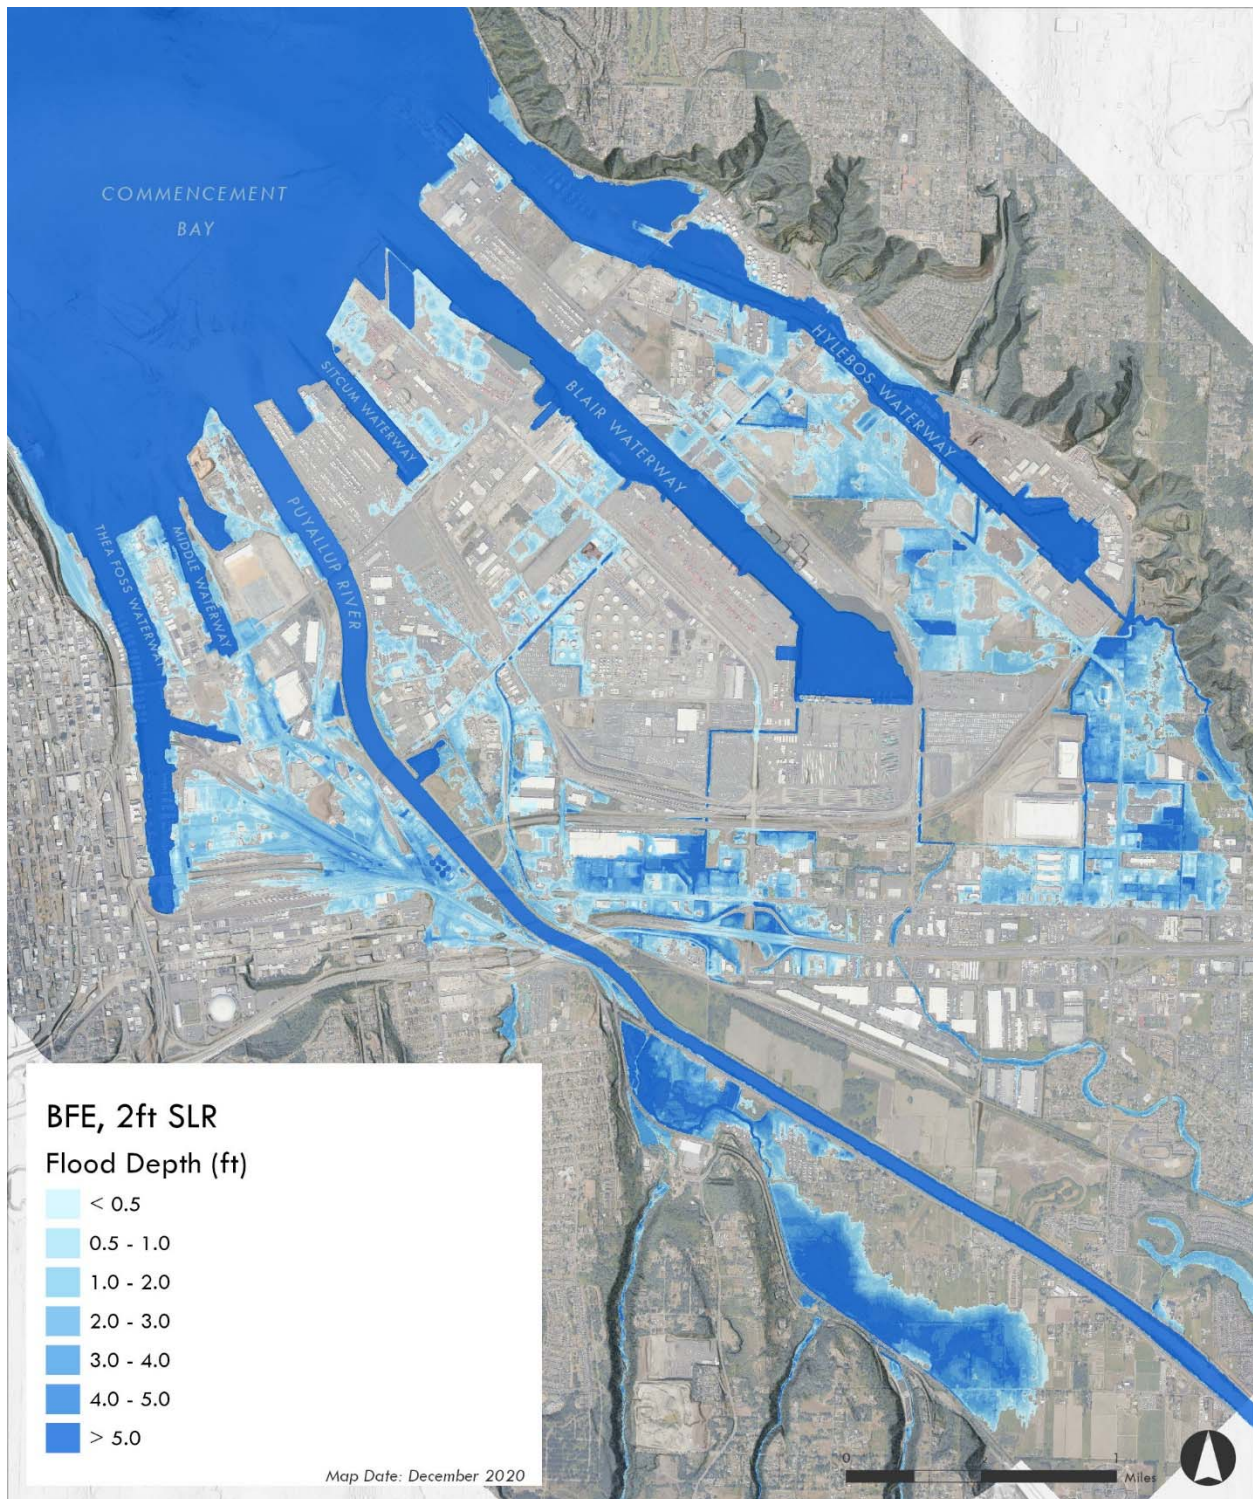 COMMENCEMENT
BAY
HYLEBOS WATERWAY
BLAIR WATERWAY
SITCUM WATERWAY
PUYALLUP RIVER
MIDDLE WATERWAY
THEA FOSS WATERWAY
BFE, 2ft SLR
Flood Depth (ft)
< 0.5
0.5 - 1.0
1.0 - 2.0
2.0 - 3.0
3.0 - 4.0
4.0 - 5.0
> 5.0
Map Date: December 2020
0 1
Miles